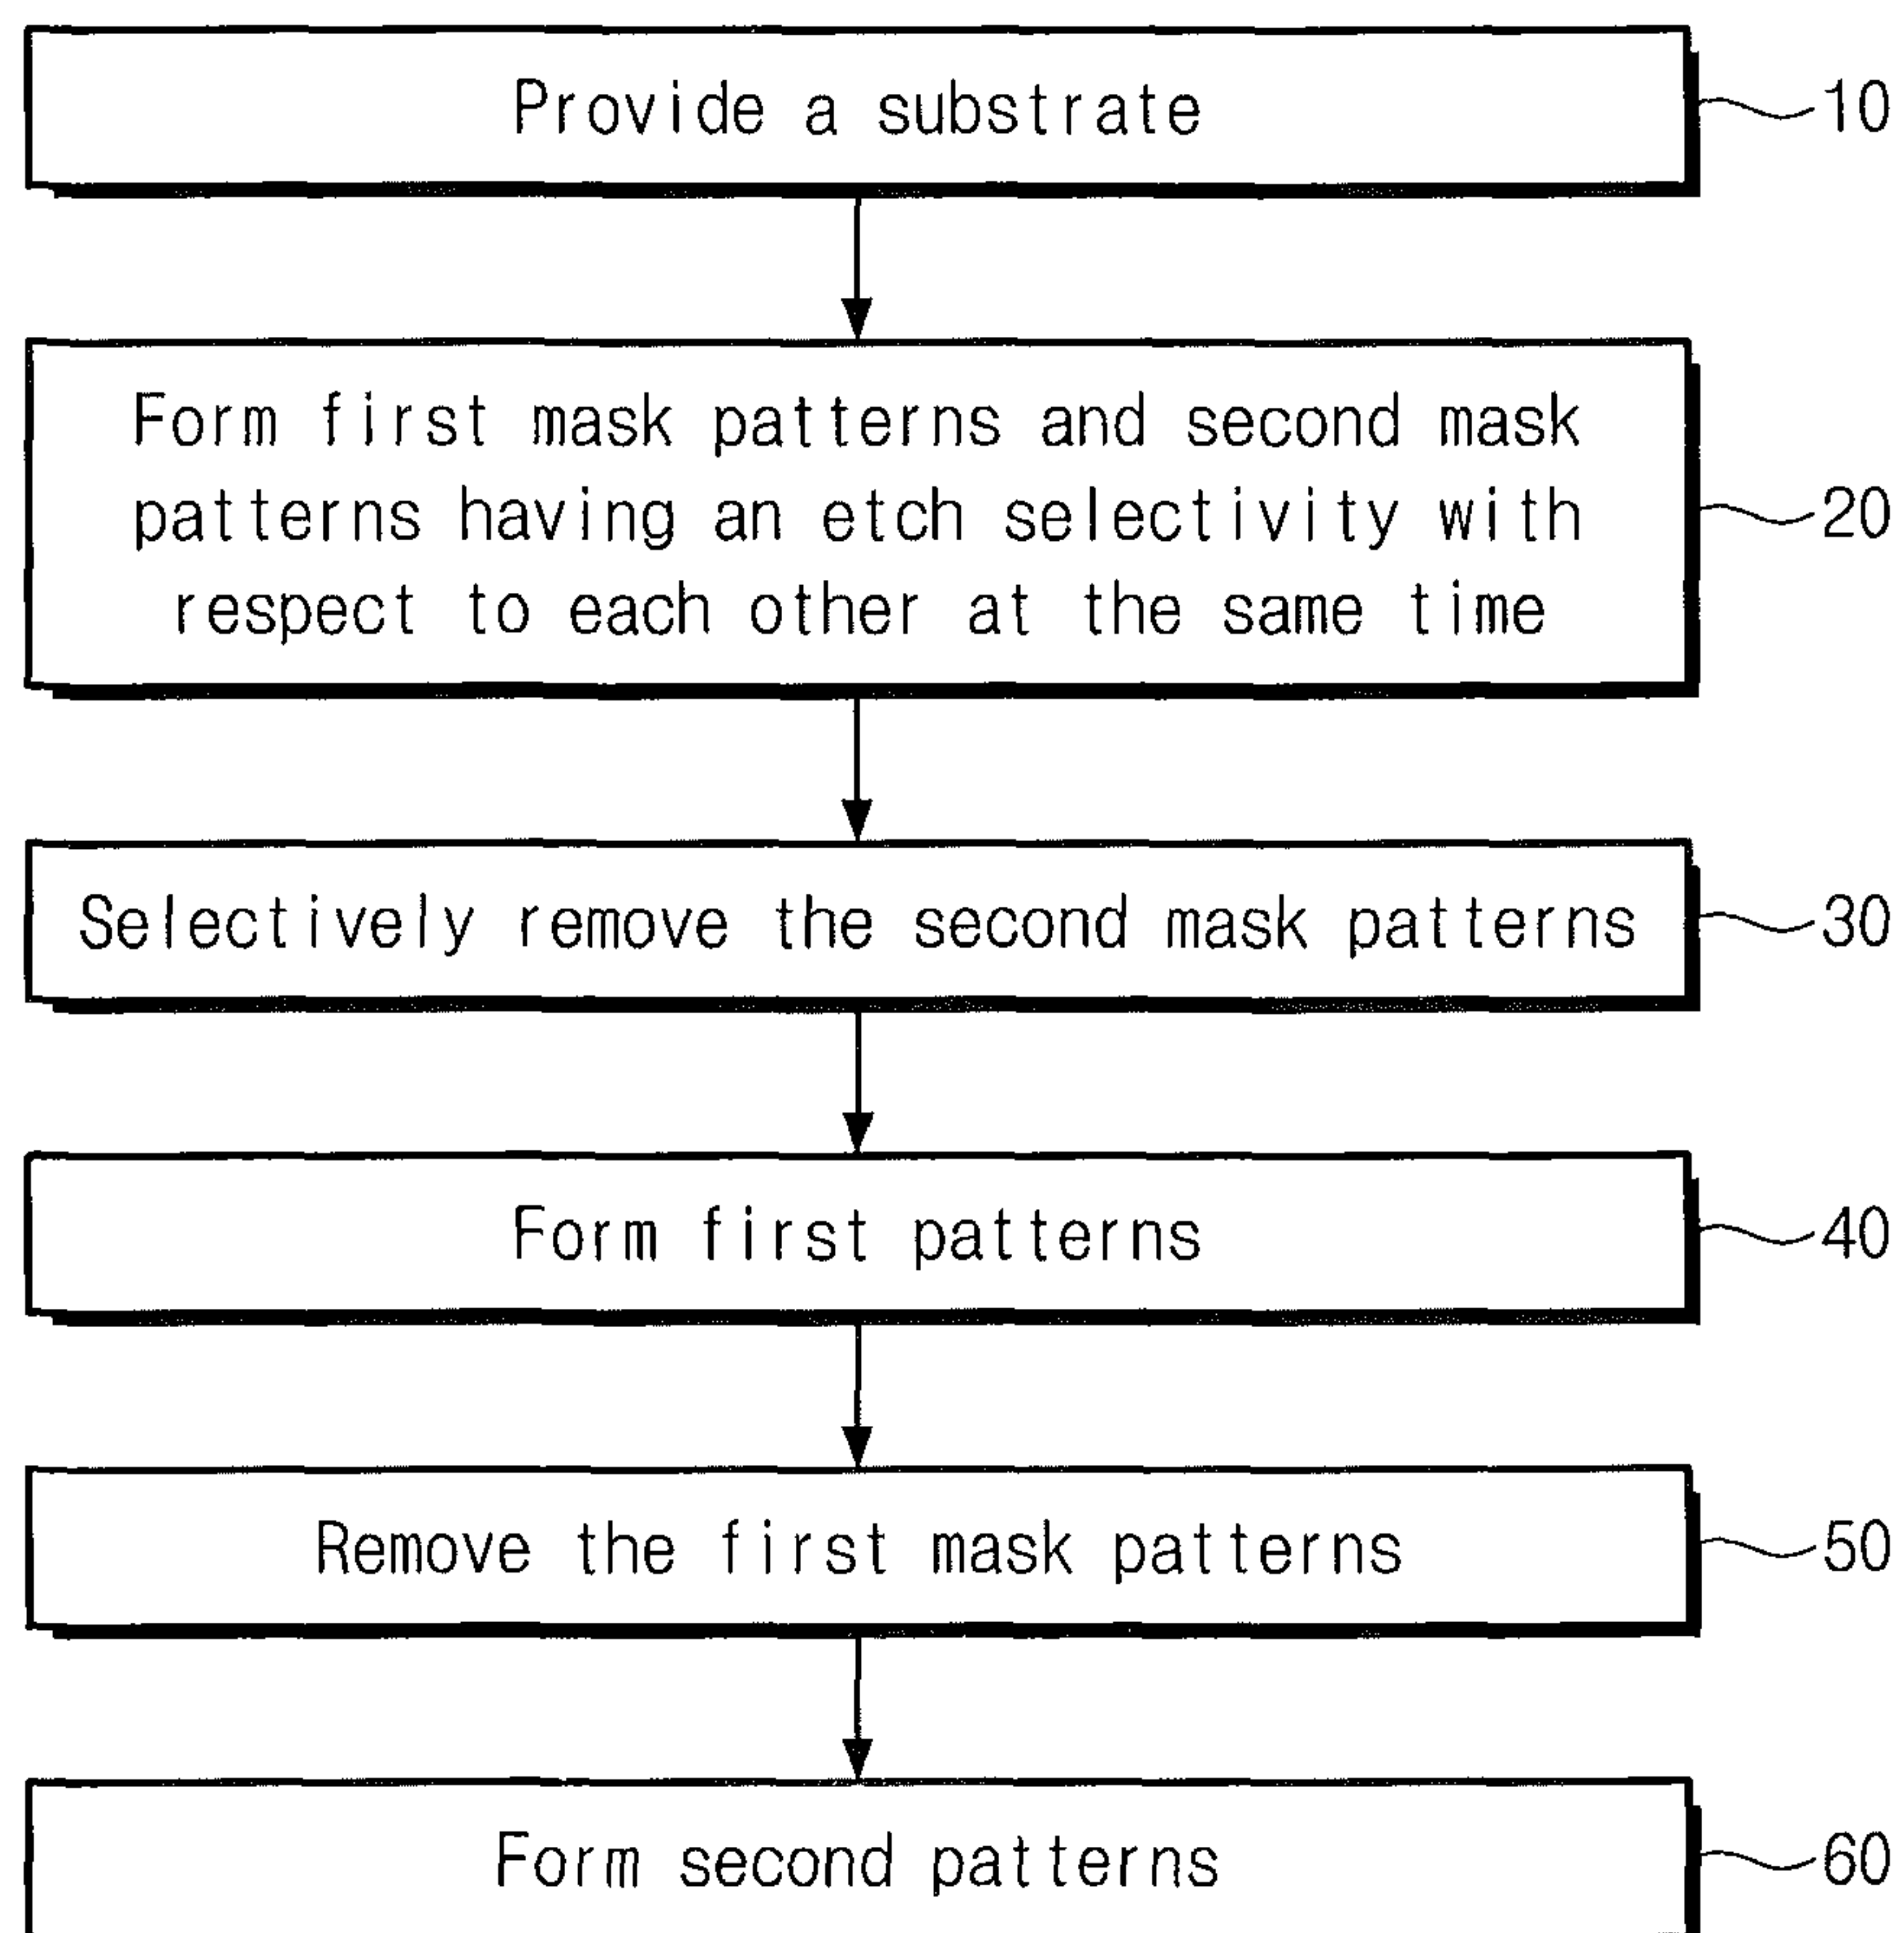 Provide a substrate
10
Form first mask patterns and second mask
patterns having an etch selectivity with
respect to each other at the same time
20
Selectively remove the second mask patterns
30
Form first patterns
40
Remove the first mask patterns
50
Form second patterns
60